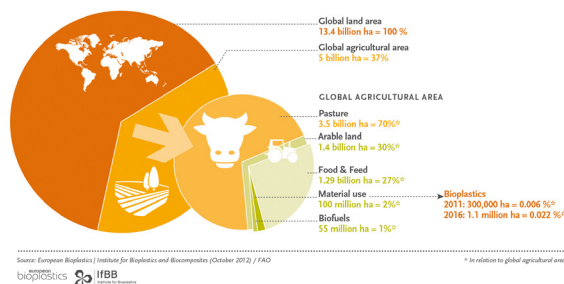 Global land area
13.4 billion ha = 100 %
Global agricultural area
5 billion ha = 37%
GLOBAL AGRICULTURAL AREA
Pasture
3.5 billion ha = 70%*
Arable land
1.4 billion ha = 30%*
Food & Feed
1.29 billion ha = 27%*
Material use
100 million ha = 2%*
Biofuels
55 million ha = 1%*
Bioplastics
2011: 300,000 ha = 0.006 %*
2016: 1.1 million ha = 0.022 %*
Source: European Bioplastics | Institute for Bioplastics and Biocomposites (October 2012) / FAO
* In relation to global agricultural area
european
bioplastics
IfBB
Institute for Bioplastics